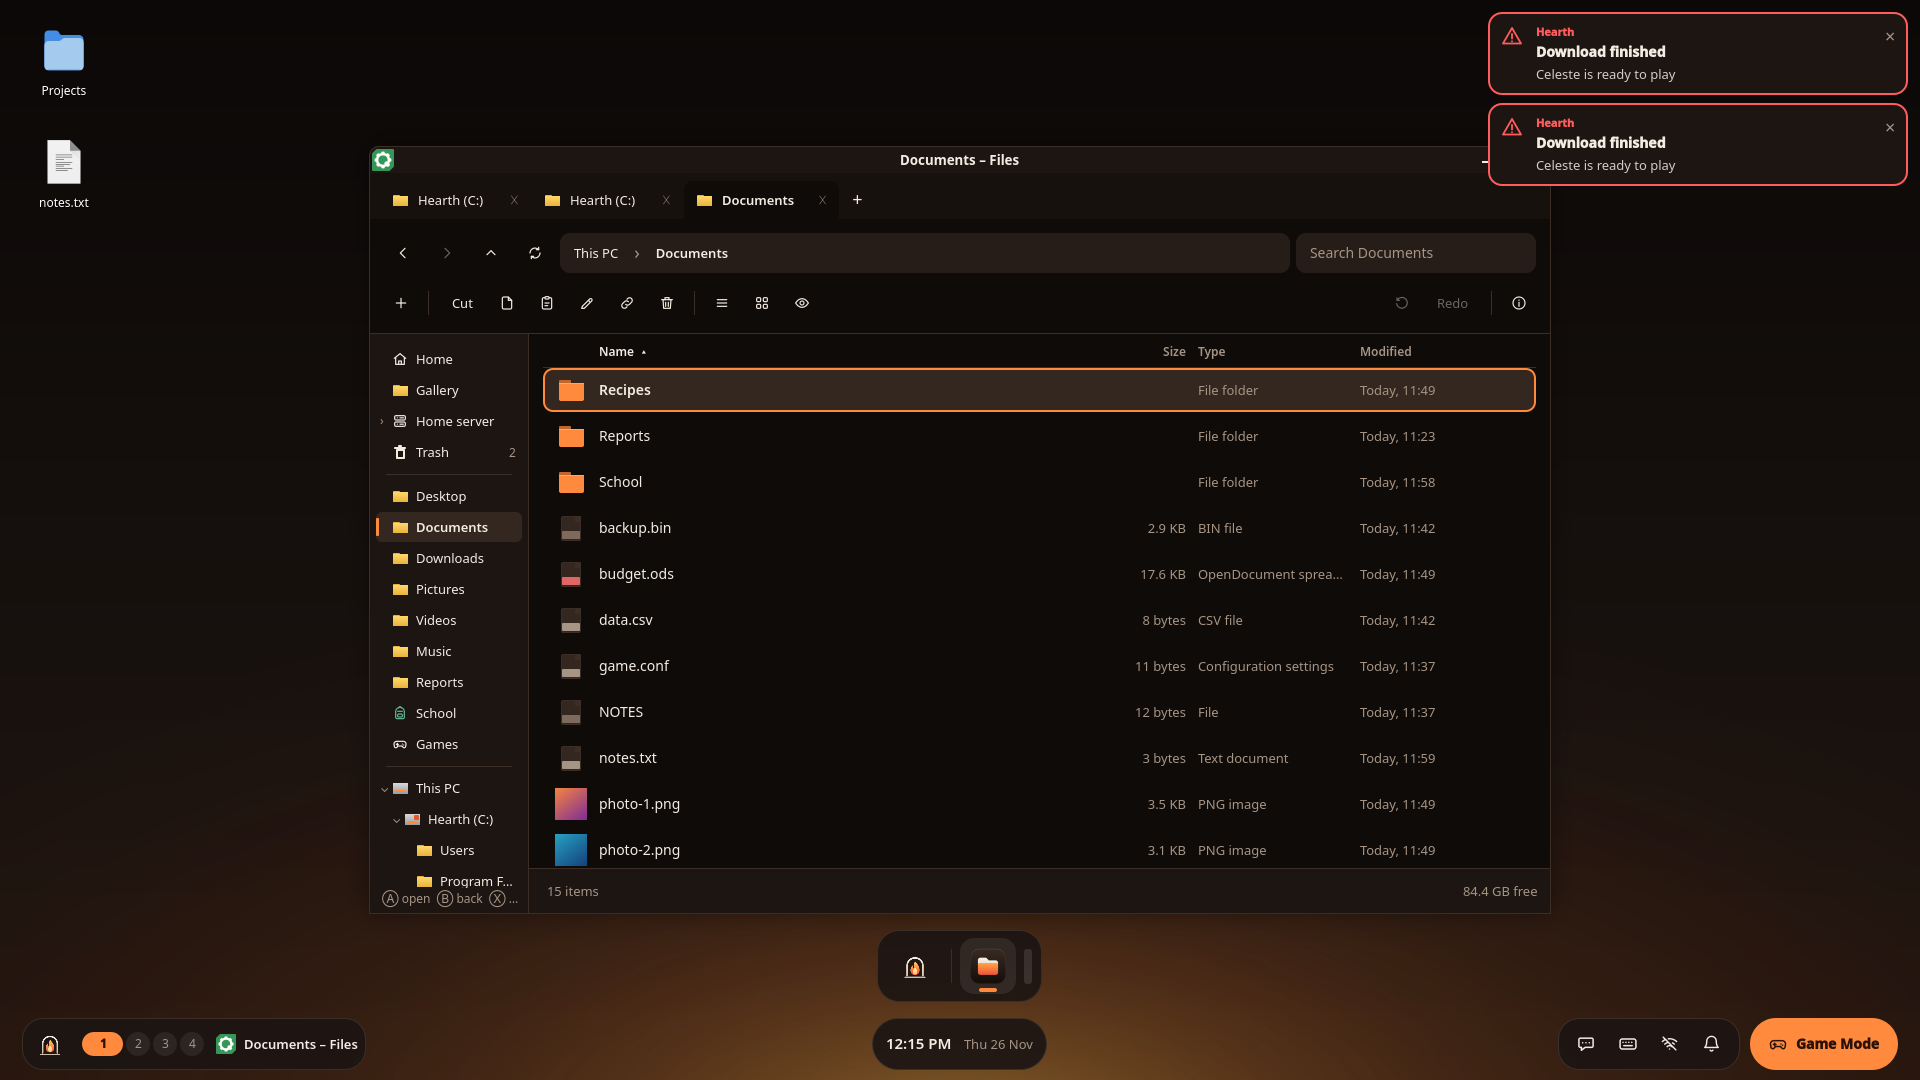 Projects
notes.txt
Hearth
Download finished
Celeste is ready to play
Hearth
Download finished
Celeste is ready to play
Documents – Files
Hearth (C:)
Hearth (C:)
Documents
This PC
Documents
Search Documents
Cut
Redo
Home
Gallery
Home server
Trash 2
Desktop
Documents
Downloads
Pictures
Videos
Music
Reports
School
Games
This PC
Hearth (C:)
Users
Program F...
A open B back X ...
Name Size Type Modified
Recipes File folder Today, 11:49
Reports File folder Today, 11:23
School File folder Today, 11:58
backup.bin 2.9 KB BIN file Today, 11:42
budget.ods 17.6 KB OpenDocument sprea... Today, 11:49
data.csv 8 bytes CSV file Today, 11:42
game.conf 11 bytes Configuration settings Today, 11:37
NOTES 12 bytes File Today, 11:37
notes.txt 3 bytes Text document Today, 11:59
photo-1.png 3.5 KB PNG image Today, 11:49
photo-2.png 3.1 KB PNG image Today, 11:49
15 items 84.4 GB free
1 2 3 4 Documents – Files
12:15 PM Thu 26 Nov
Game Mode